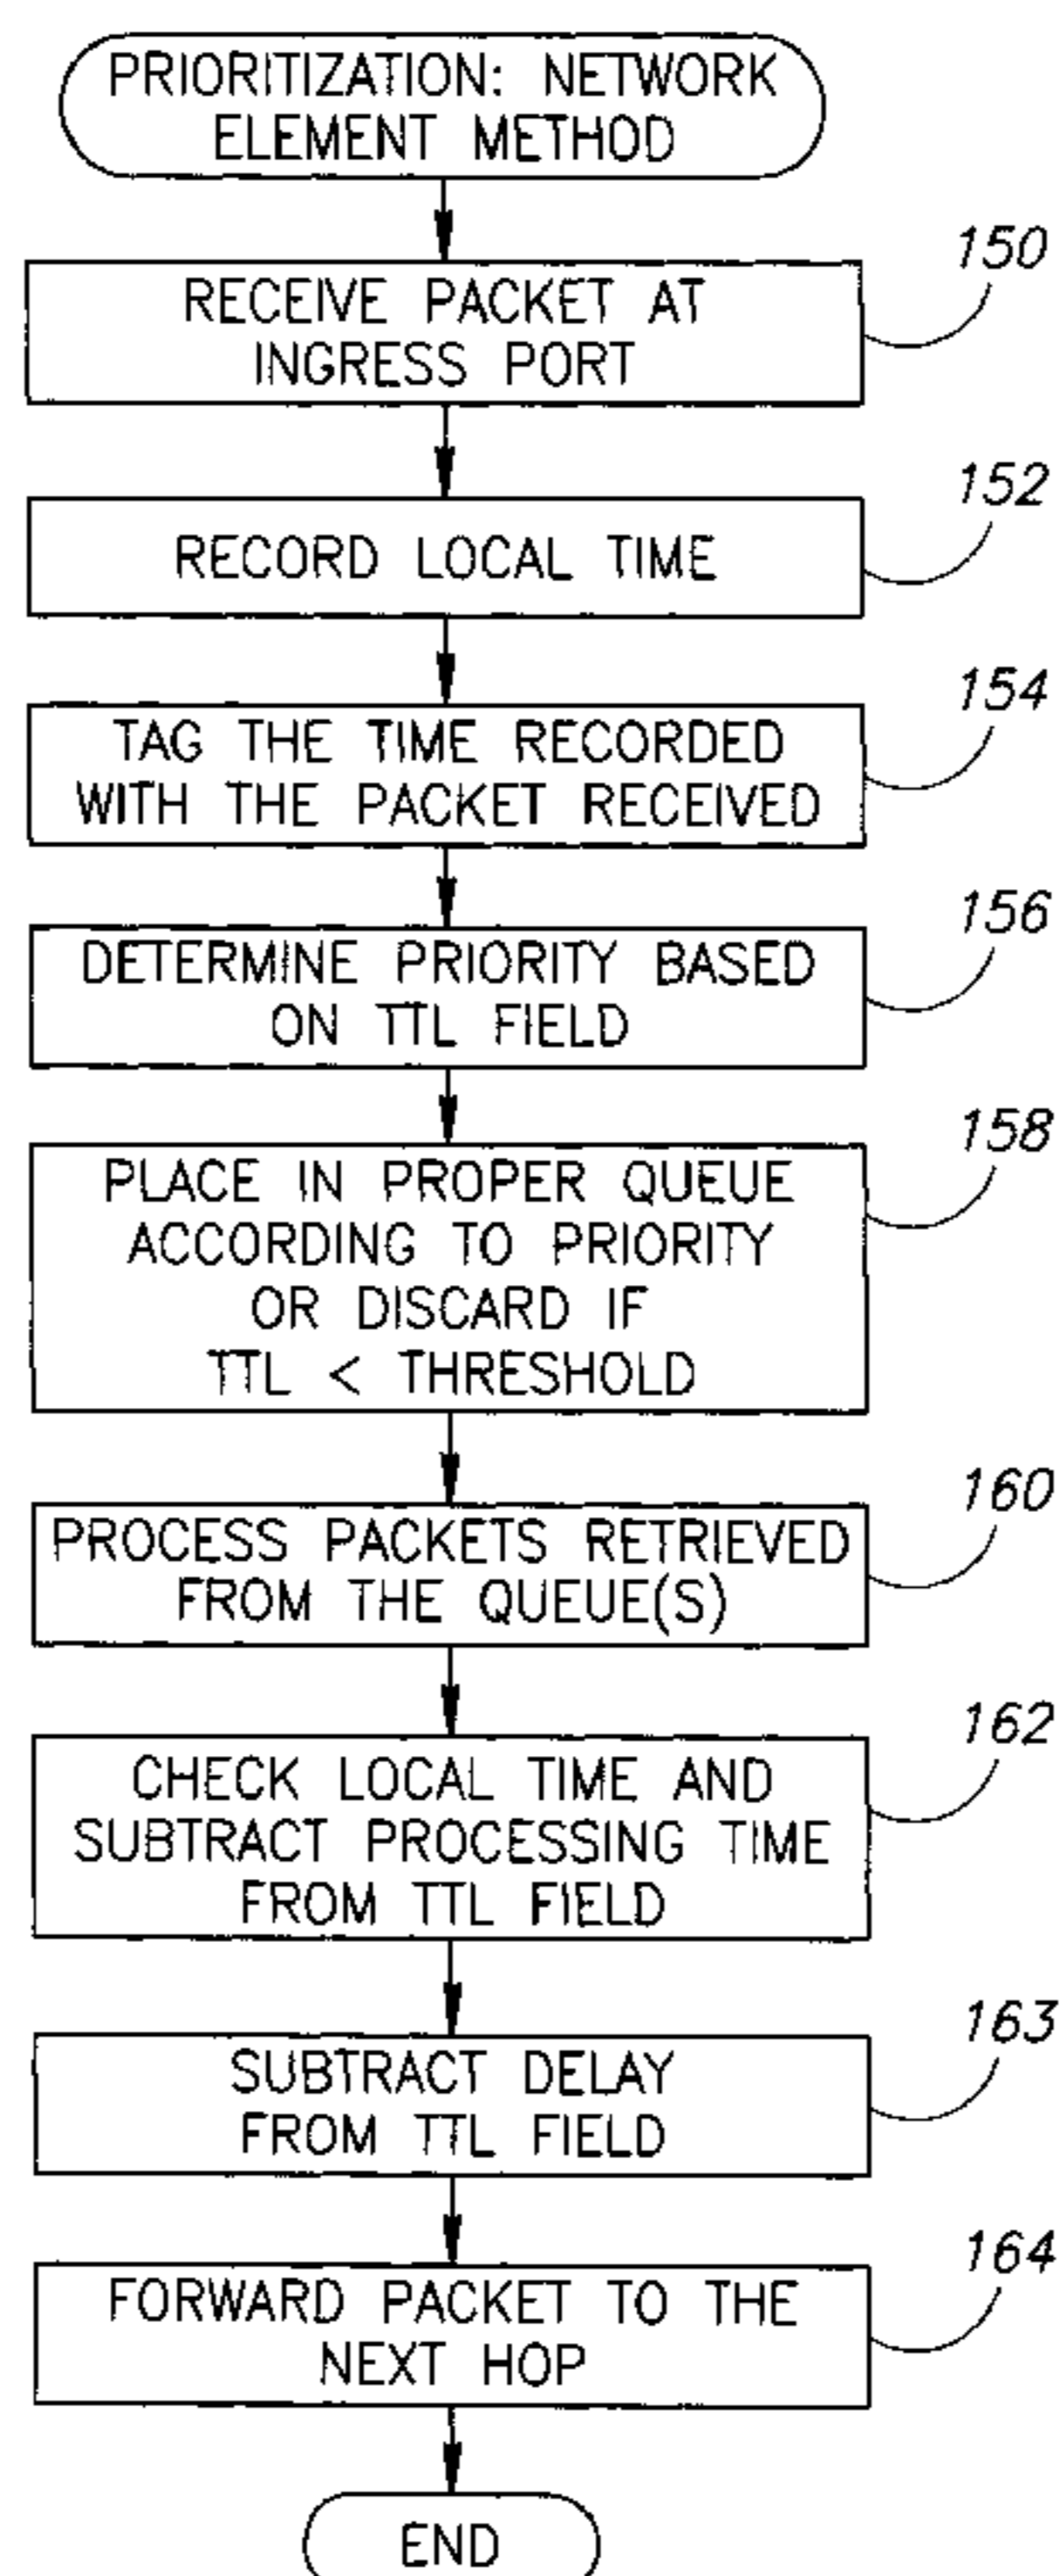 PRIORITIZATION: NETWORK
ELEMENT METHOD
150
RECEIVE PACKET AT
INGRESS PORT
152
RECORD LOCAL TIME
154
TAG THE TIME RECORDED
WITH THE PACKET RECEIVED
156
DETERMINE PRIORITY BASED
ON TTL FIELD
158
PLACE IN PROPER QUEUE
ACCORDING TO PRIORITY
OR DISCARD IF
TTL < THRESHOLD
160
PROCESS PACKETS RETRIEVED
FROM THE QUEUE(S)
162
CHECK LOCAL TIME AND
SUBTRACT PROCESSING TIME
FROM TTL FIELD
163
SUBTRACT DELAY
FROM TTL FIELD
164
FORWARD PACKET TO THE
NEXT HOP
END